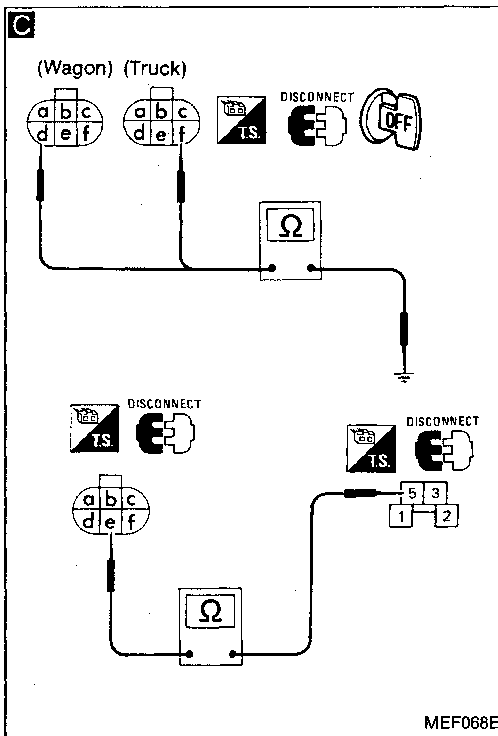 C
(Wagon) (Truck)
a b c
d e f
a b c
d e f
T.S.
DISCONNECT
OFF
Ω
T.S.
DISCONNECT
T.S.
DISCONNECT
a b c
d e f
5 3
1 2
Ω
MEF068E